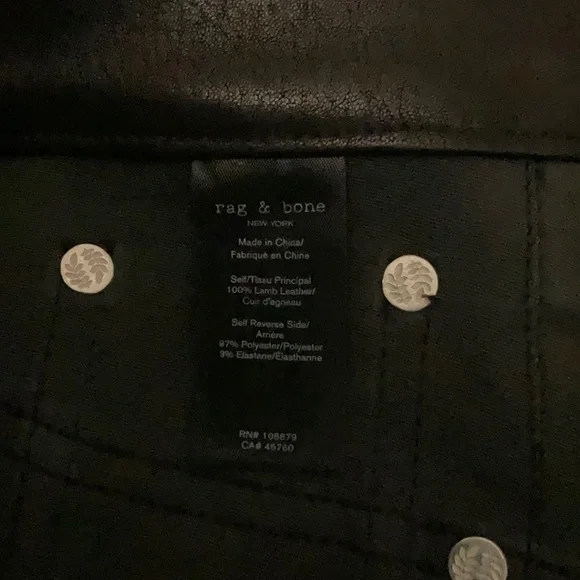 rag & bone
NEW YORK
Made in China/
Fabriqué en Chine
Self/Tissu Principal
100% Lamb Leather/
Cuir d'agneau
Self Reverse Side/
Arrière
97% Polyester/Polyester
3% Elastane/Élasthanne
RN# 108879
CA# 45760